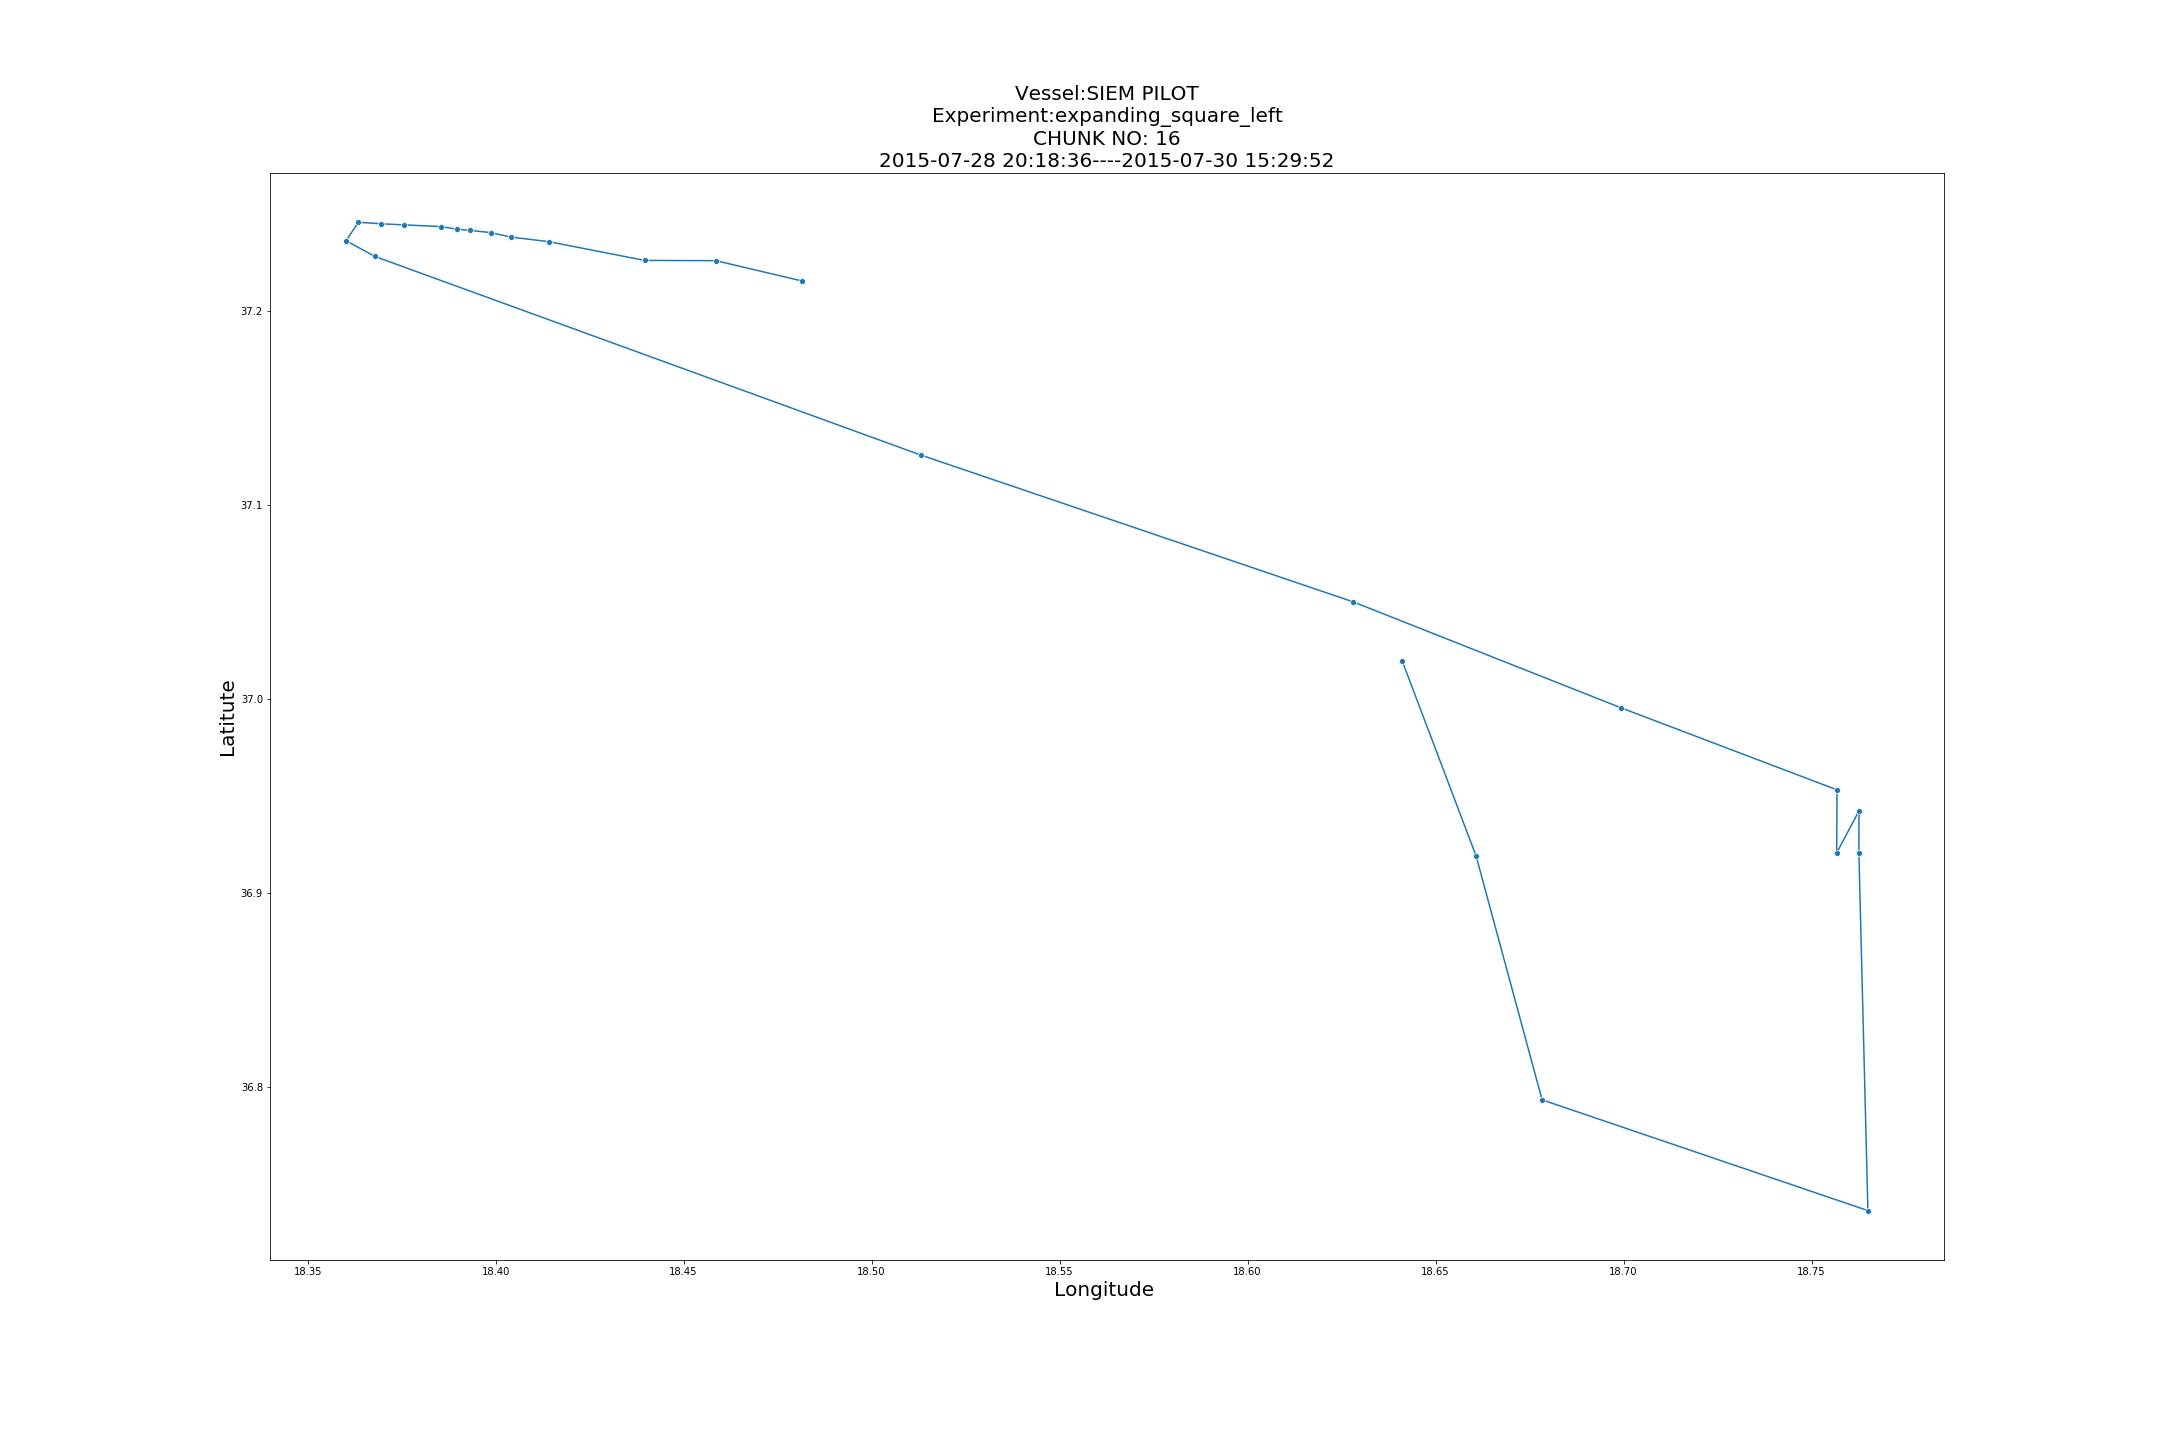 Vessel:SIEM PILOT
Experiment:expanding_square_left
CHUNK NO: 16
2015-07-28 20:18:36----2015-07-30 15:29:52
37.2
37.1
37.0
36.9
36.8
Latitute
18.35 18.40 18.45 18.50 18.55 18.60 18.65 18.70 18.75
Longitude